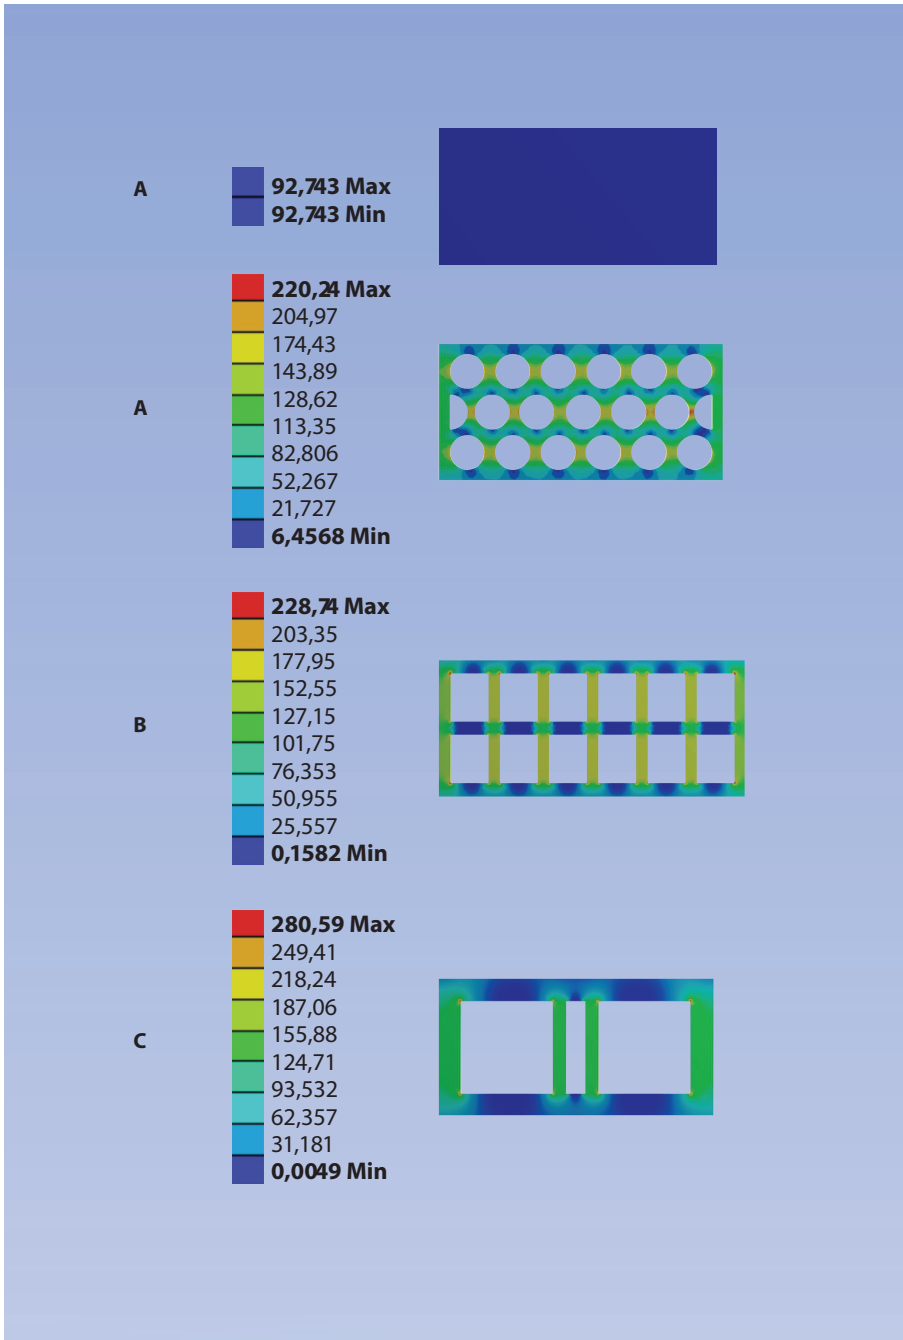 A
92,743 Max
92,743 Min
A
220,24 Max
204,97
174,43
143,89
128,62
113,35
82,806
52,267
21,727
6,4568 Min
B
228,74 Max
203,35
177,95
152,55
127,15
101,75
76,353
50,955
25,557
0,1582 Min
C
280,59 Max
249,41
218,24
187,06
155,88
124,71
93,532
62,357
31,181
0,0049 Min